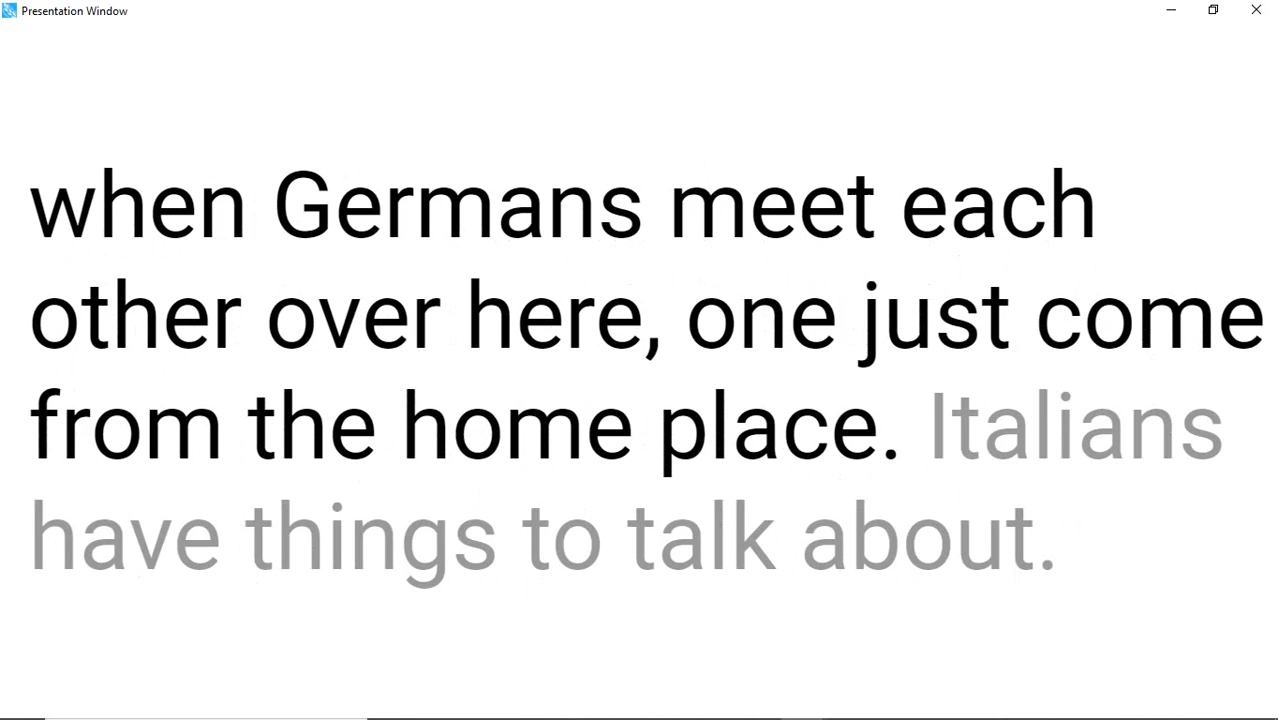 Presentation Window
when Germans meet each
other over here, one just come
from the home place. Italians
have things to talk about.